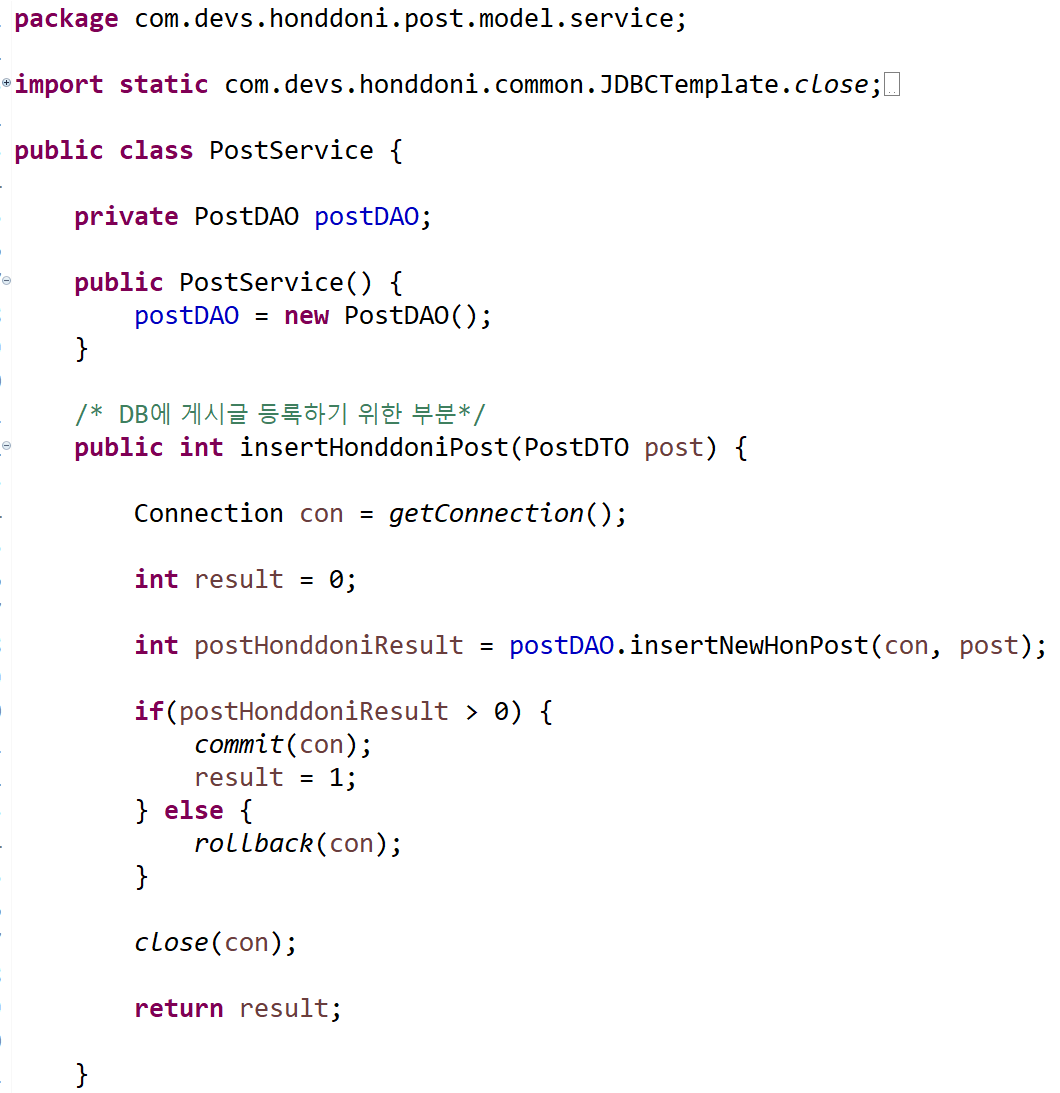 package com.devs.honddoni.post.model.service;
import static com.devs.honddoni.common.JDBCTemplate.close;
public class PostService {
private PostDAO postDAO;
public PostService() {
postDAO = new PostDAO();
}
/* DB에 게시글 등록하기 위한 부분*/
public int insertHonddoniPost(PostDTO post) {
Connection con = getConnection();
int result = 0;
int postHonddoniResult = postDAO.insertNewHonPost(con, post);
if(postHonddoniResult > 0) {
commit(con);
result = 1;
} else {
rollback(con);
}
close(con);
return result;
}